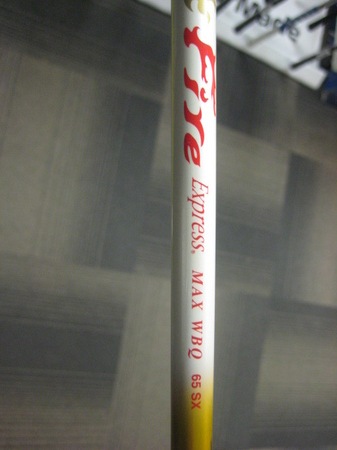 Fire
Express® MAX WBQ 65 SX